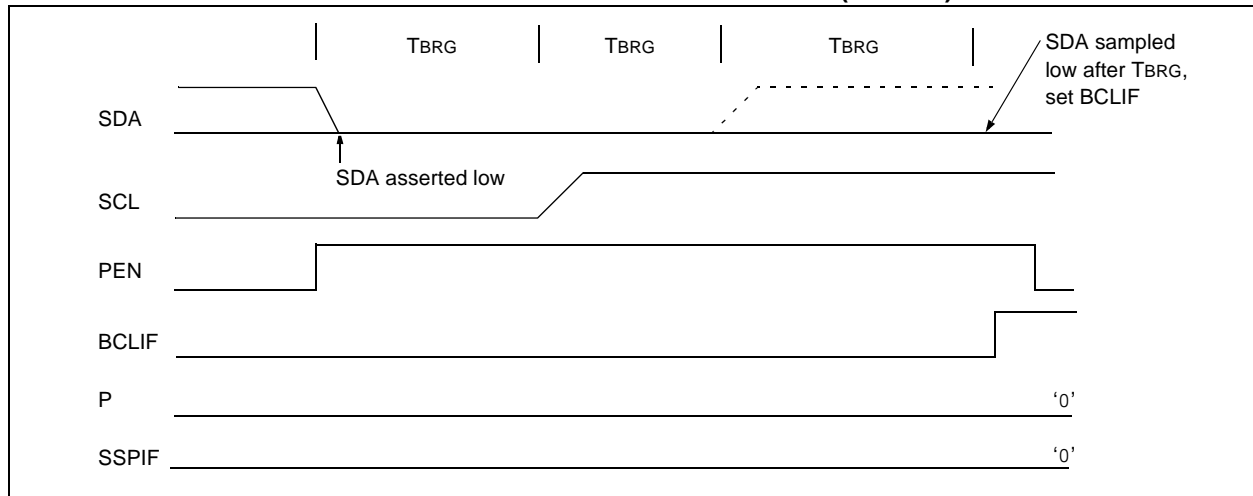 TBRG TBRG TBRG
SDA sampled
low after TBRG,
set BCLIF
SDA
SDA asserted low
SCL
PEN
BCLIF
P
‘0’
SSPIF
‘0’